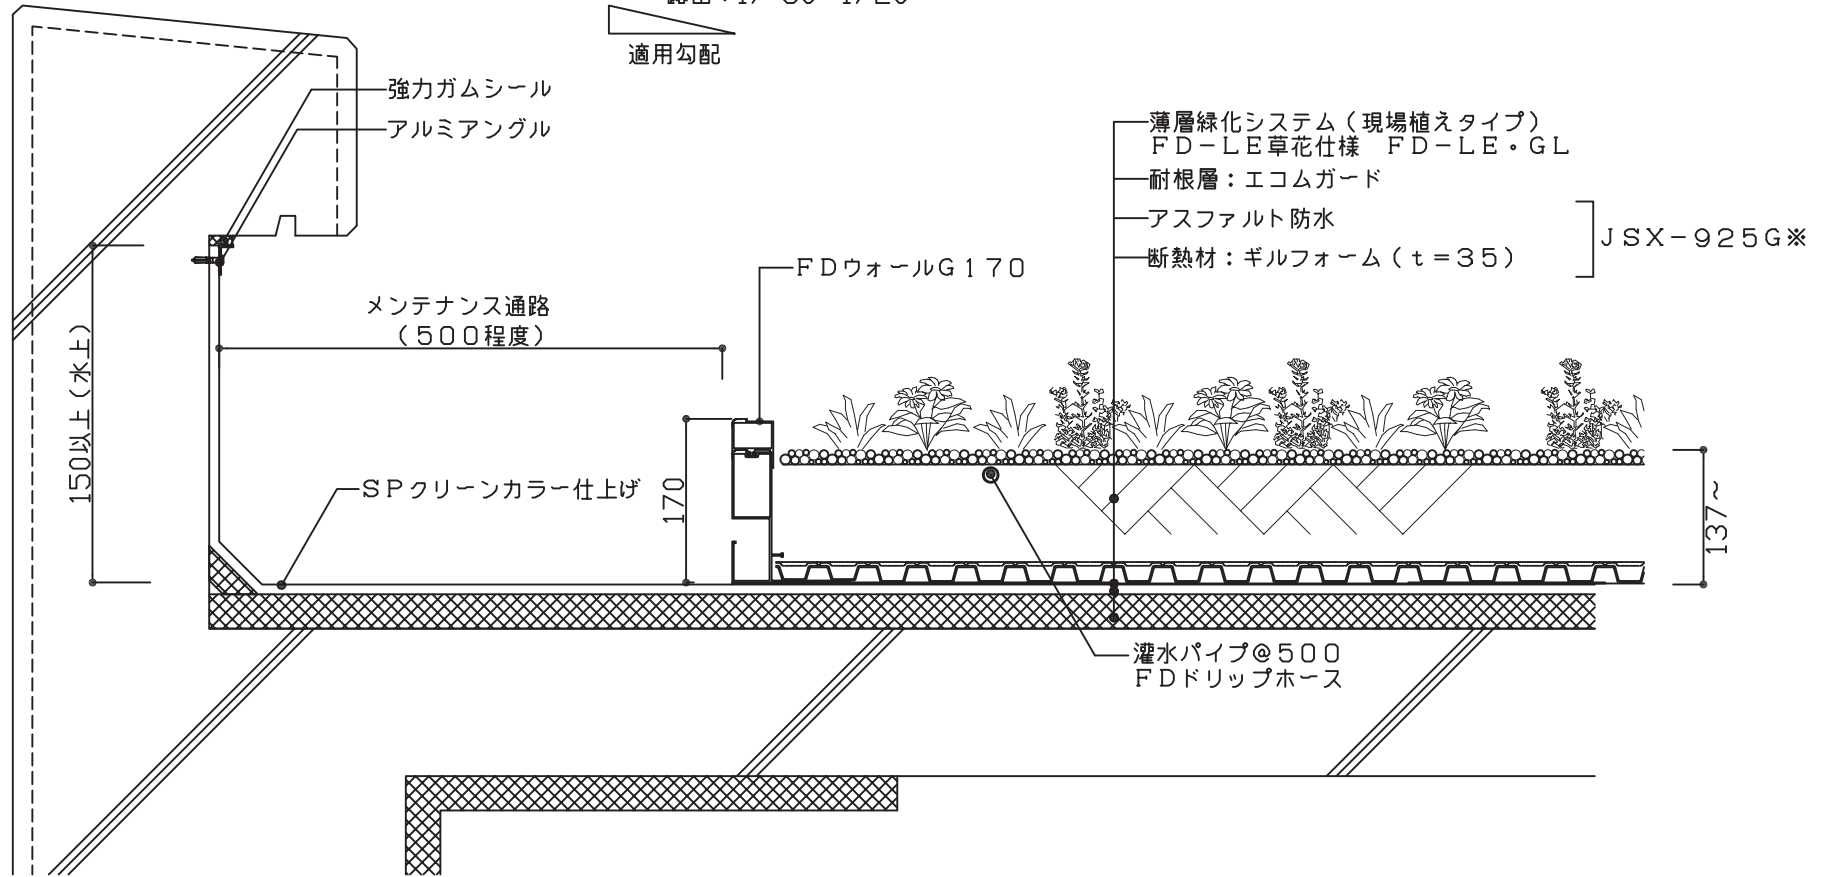 適用勾配
強力ガムシール
アルミアングル
薄層緑化システム（現場植えタイプ）
ＦＤ－ＬＥ草花仕様　ＦＤ－ＬＥ・ＧＬ
耐根層：エコムガード
アスファルト防水
断熱材：ギルフォーム（ｔ＝３５）
ＪＳＸ－９２５Ｇ※
ＦＤウォールＧ１７０
メンテナンス通路
（５００程度）
150以上（水上）
ＳＰクリーンカラー仕上げ
170
137～
灌水パイプ＠５００
ＦＤドリップホース